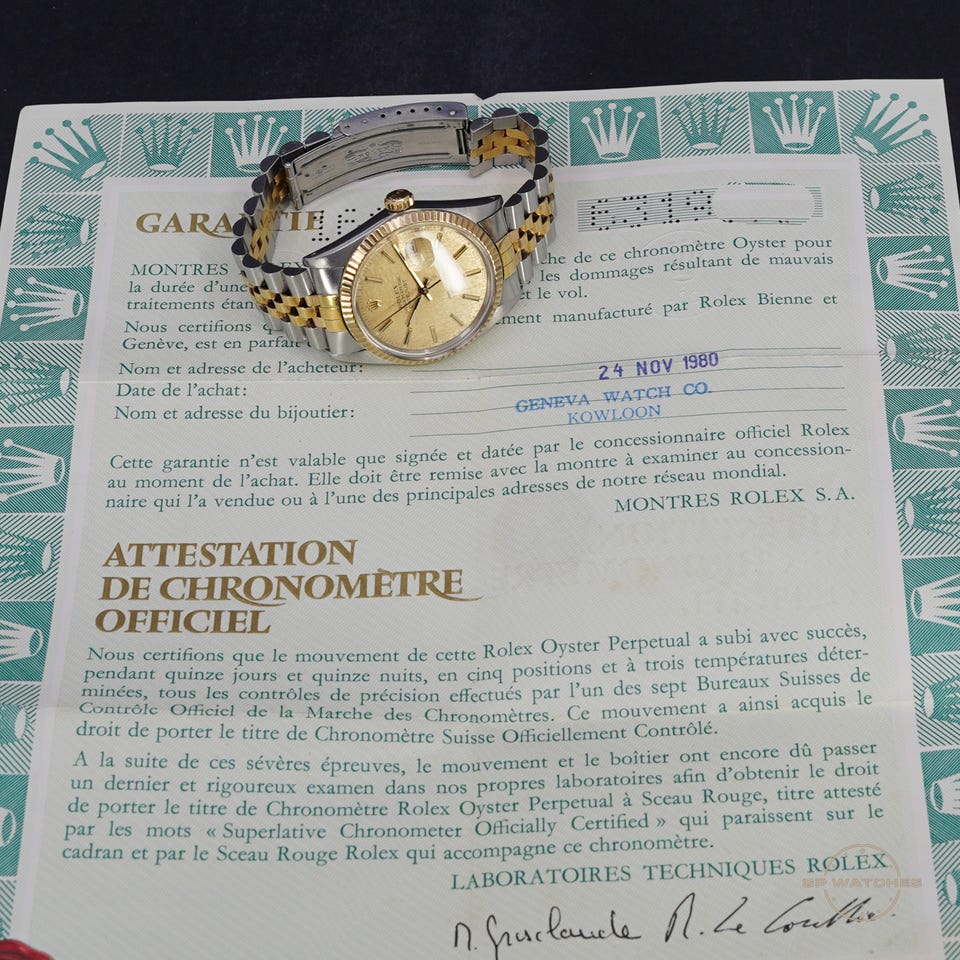 GARANTIE
6319
MONTRES
che de ce chronomètre Oyster pour
la durée d'une
les dommages résultant de mauvais
traitements
et le vol.
Nous certifions
ment manufacturé par Rolex Bienne et
Genève, est en parfait
Nom et adresse de l'acheteur:
24 NOV 1980
Date de l'achat:
GENEVA WATCH CO.
Nom et adresse du bijoutier:
KOWLOON
Cette garantie n'est valable que signée et datée par le concessionnaire officiel Rolex
au moment de l'achat. Elle doit être remise avec la montre à examiner au concession-
naire qui l'a vendue ou à l'une des principales adresses de notre réseau mondial.
MONTRES ROLEX S.A.
ATTESTATION
DE CHRONOMÈTRE
OFFICIEL
Nous certifions que le mouvement de cette Rolex Oyster Perpetual a subi avec succès,
pendant quinze jours et quinze nuits, en cinq positions et à trois températures déter-
minées, tous les contrôles de précision effectués par l'un des sept Bureaux Suisses de
Contrôle Officiel de la Marche des Chronomètres. Ce mouvement a ainsi acquis le
droit de porter le titre de Chronomètre Suisse Officiellement Contrôlé.
A la suite de ces sévères épreuves, le mouvement et le boîtier ont encore dû passer
un dernier et rigoureux examen dans nos propres laboratoires afin d'obtenir le droit
de porter le titre de Chronomètre Rolex Oyster Perpetual à Sceau Rouge, titre attesté
par les mots « Superlative Chronometer Officially Certified » qui paraissent sur le
cadran et par le Sceau Rouge Rolex qui accompagne ce chronomètre.
LABORATOIRES TECHNIQUES ROLEX
GP WATCHES
ROLEX